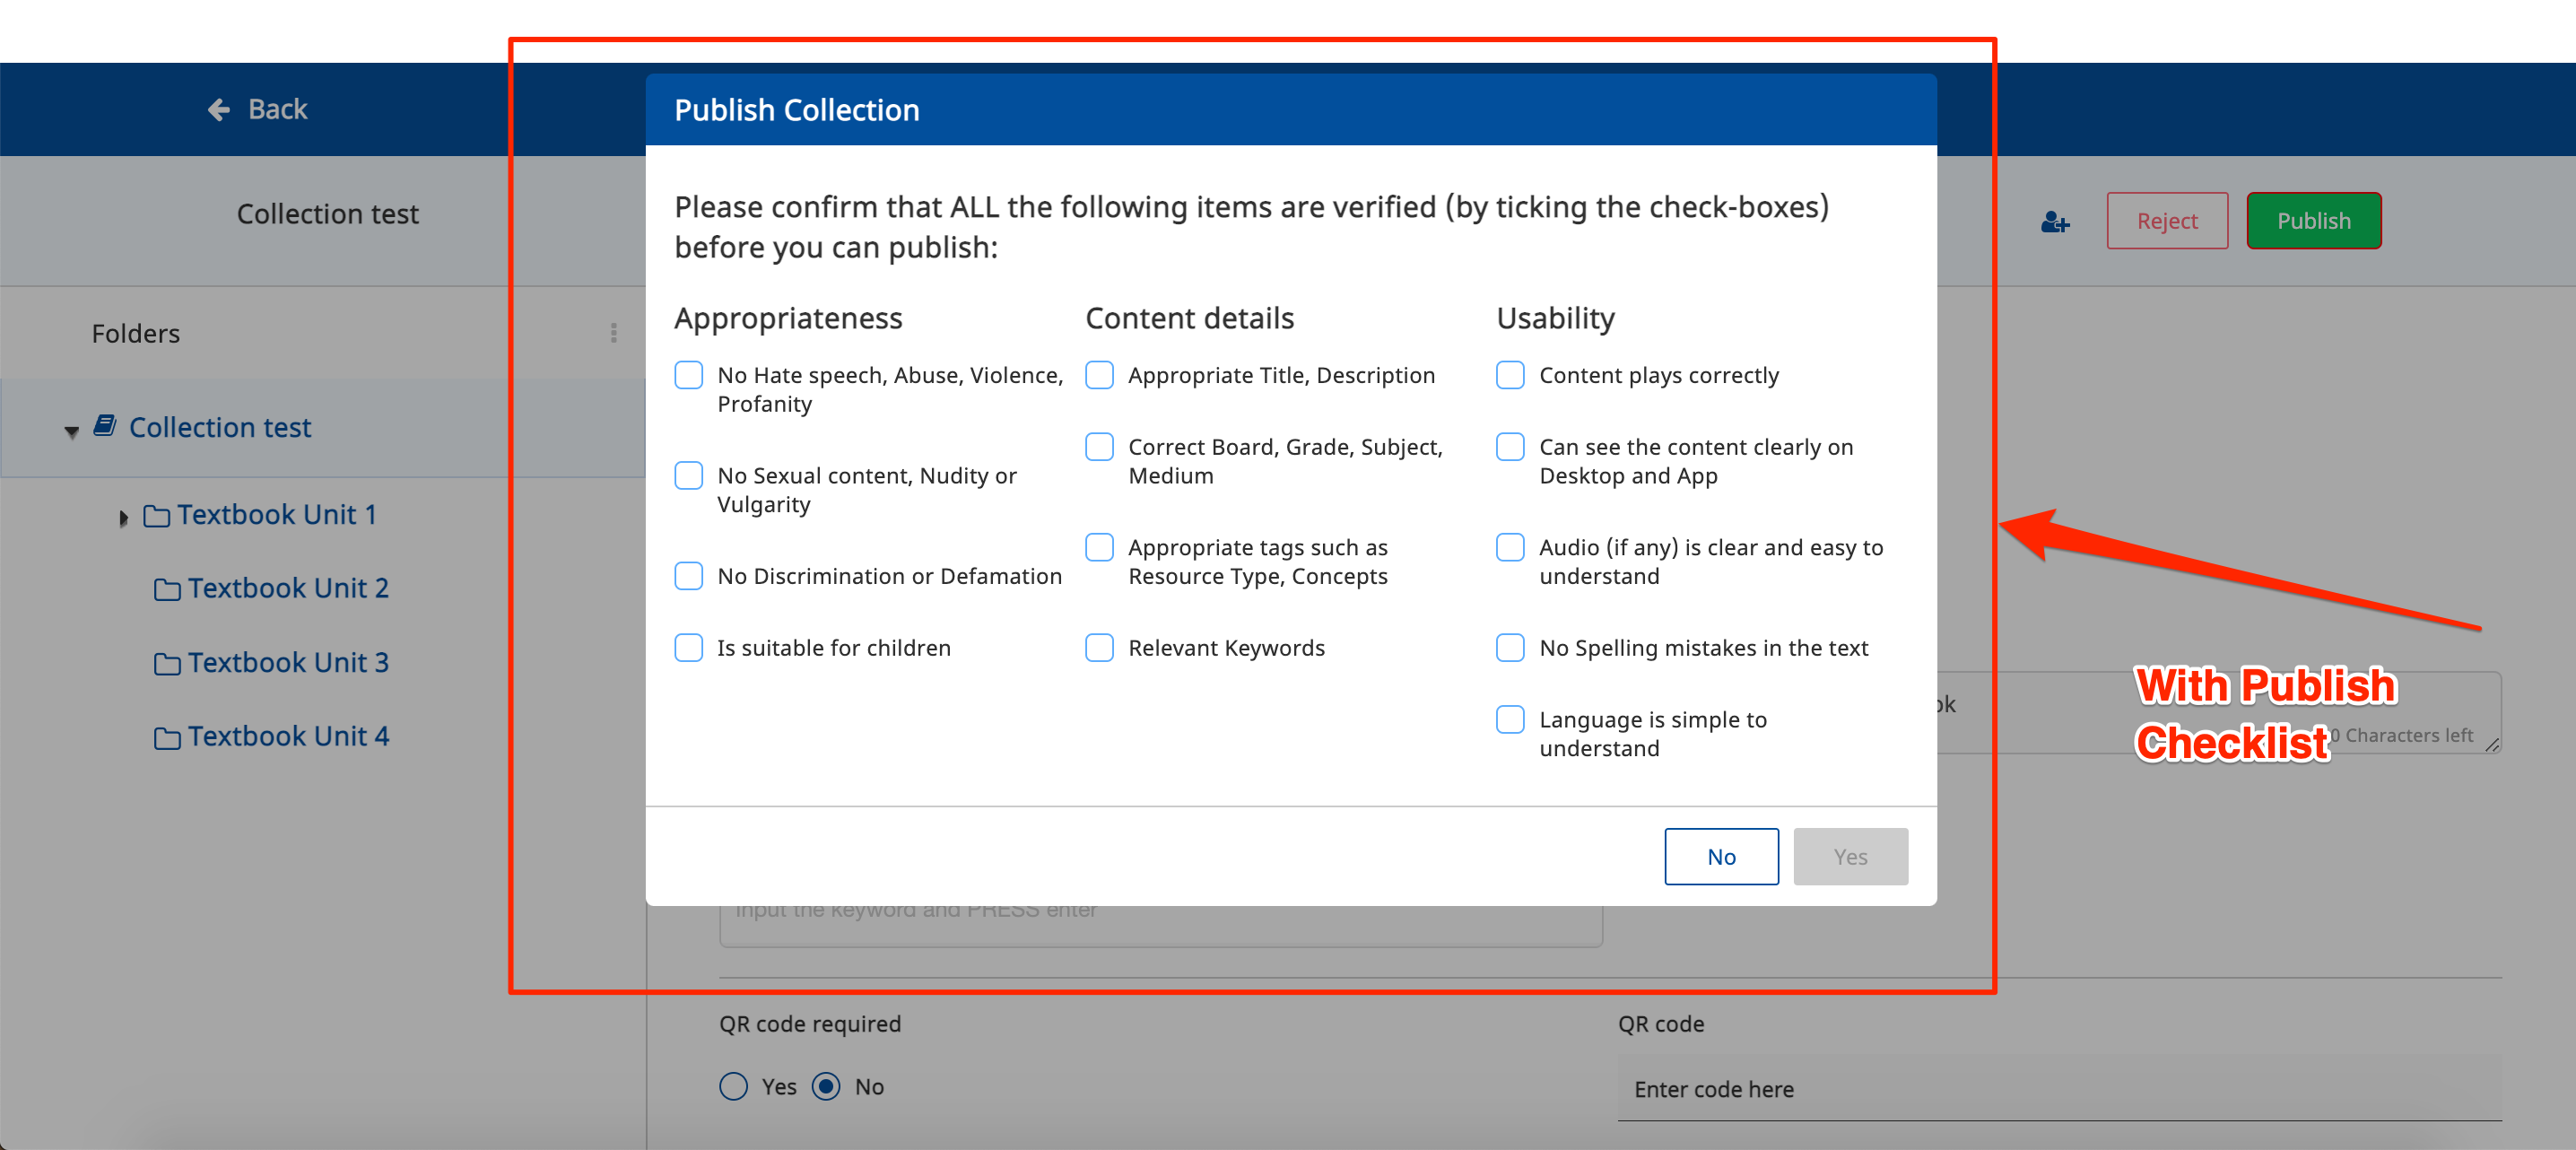 Back
Publish Collection
Collection test
Reject
Publish
Please confirm that ALL the following items are verified (by ticking the check-boxes)
before you can publish:
Folders
Collection test
Textbook Unit 1
Textbook Unit 2
Textbook Unit 3
Textbook Unit 4
Appropriateness
No Hate speech, Abuse, Violence,
Profanity
No Sexual content, Nudity or
Vulgarity
No Discrimination or Defamation
Is suitable for children
Content details
Appropriate Title, Description
Correct Board, Grade, Subject,
Medium
Appropriate tags such as
Resource Type, Concepts
Relevant Keywords
Usability
Content plays correctly
Can see the content clearly on
Desktop and App
Audio (if any) is clear and easy to
understand
No Spelling mistakes in the text
Language is simple to
understand
No
Yes
With Publish
Checklist
Characters left
Input the keyword and PRESS enter
QR code required
Yes
No
QR code
Enter code here